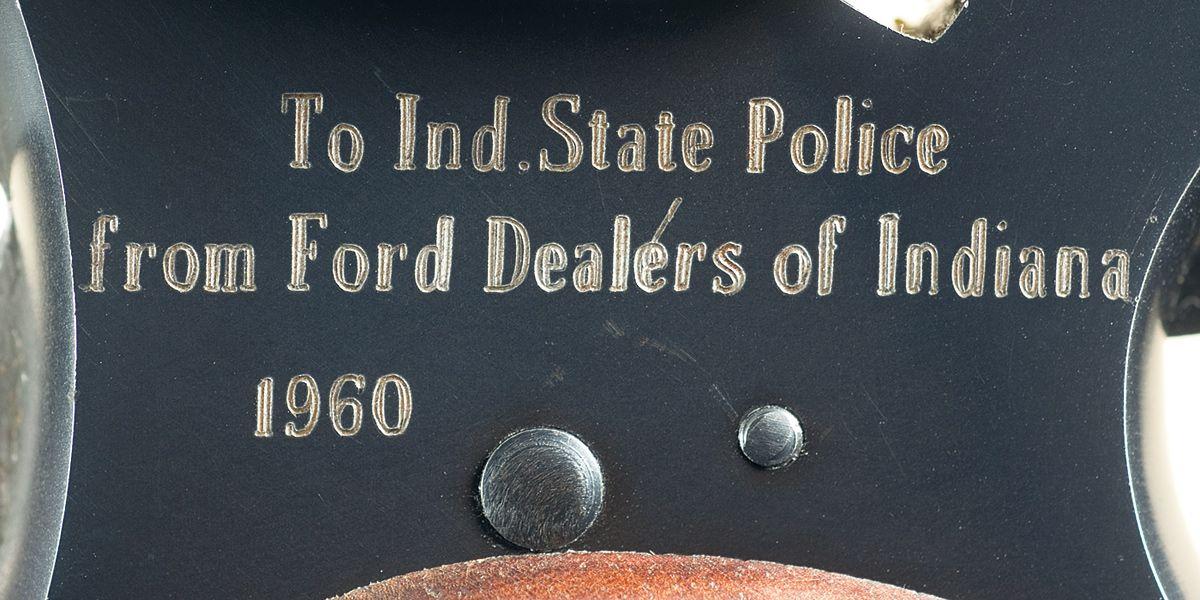 To Ind. State Police
from Ford Dealers of Indiana
1960